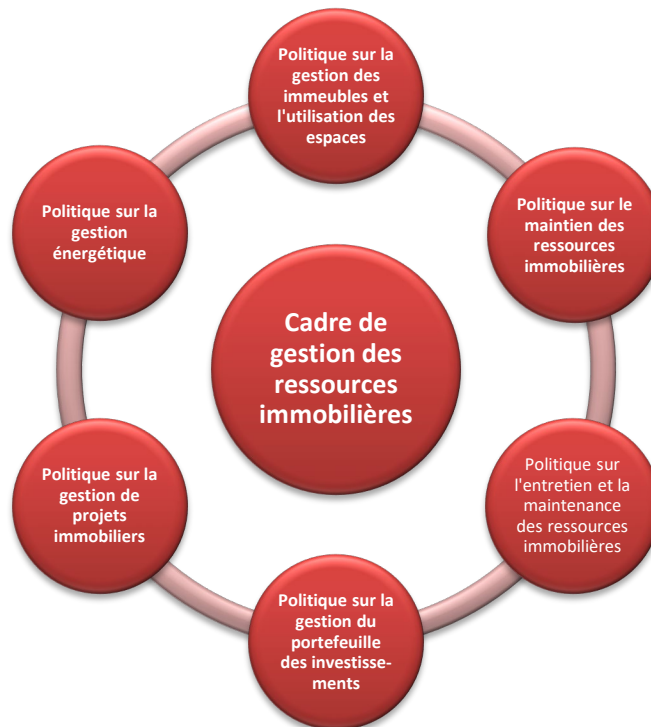 Politique sur la
gestion des
immeubles et
l'utilisation des
espaces
Politique sur le
maintien des
ressources
immobilières
Politique sur
l'entretien et la
maintenance
des ressources
immobilières
Politique sur la
gestion du
portefeuille
des investisse-
ments
Politique sur la
gestion de
projets
immobiliers
Politique sur la
gestion
énergétique
Cadre de
gestion des
ressources
immobilières